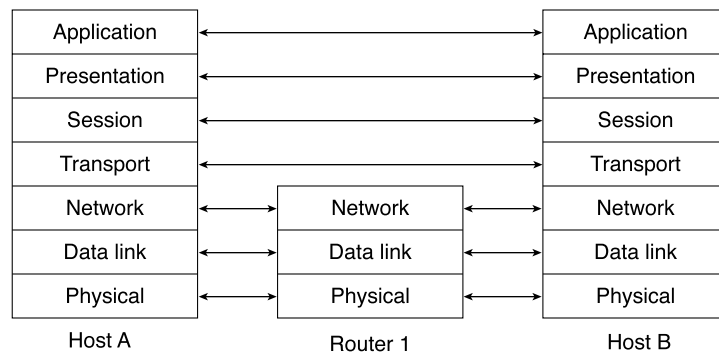 Application Application
Presentation Presentation
Session Session
Transport Transport
Network Network Network
Data link Data link Data link
Physical Physical Physical
Host A Router 1 Host B